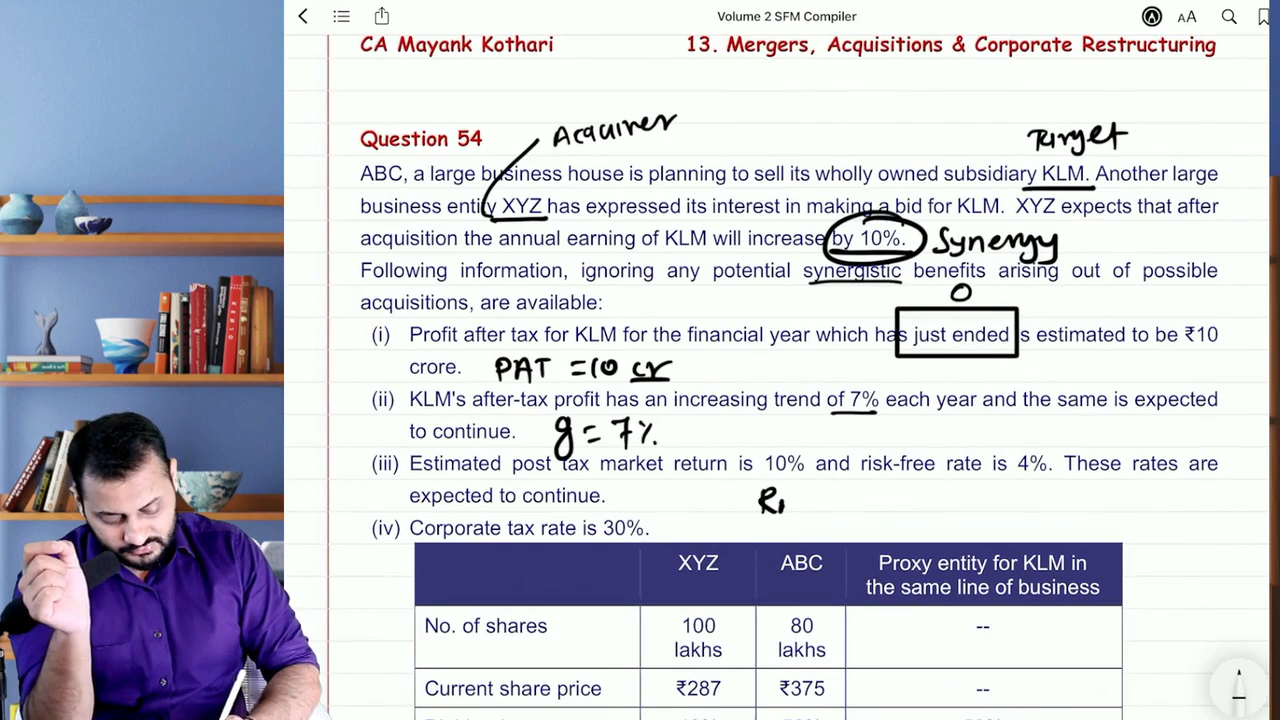 Volume 2 SFM Compiler
AA
CA Mayank Kothari 13. Mergers, Acquisitions & Corporate Restructuring
Question 54
Acquirer
Target
ABC, a large business house is planning to sell its wholly owned subsidiary KLM. Another large
business entity XYZ has expressed its interest in making a bid for KLM. XYZ expects that after
acquisition the annual earning of KLM will increase by 10%. Synergy
Following information, ignoring any potential synergistic benefits arising out of possible
acquisitions, are available:
0
(i) Profit after tax for KLM for the financial year which has just ended is estimated to be ₹10
crore. PAT = 10 cr
(ii) KLM's after-tax profit has an increasing trend of 7% each year and the same is expected
to continue. g = 7%
(iii) Estimated post tax market return is 10% and risk-free rate is 4%. These rates are
expected to continue.
(iv) Corporate tax rate is 30%.
XYZ ABC Proxy entity for KLM in
the same line of business
No. of shares 100 lakhs 80 lakhs --
Current share price ₹287 ₹375 --